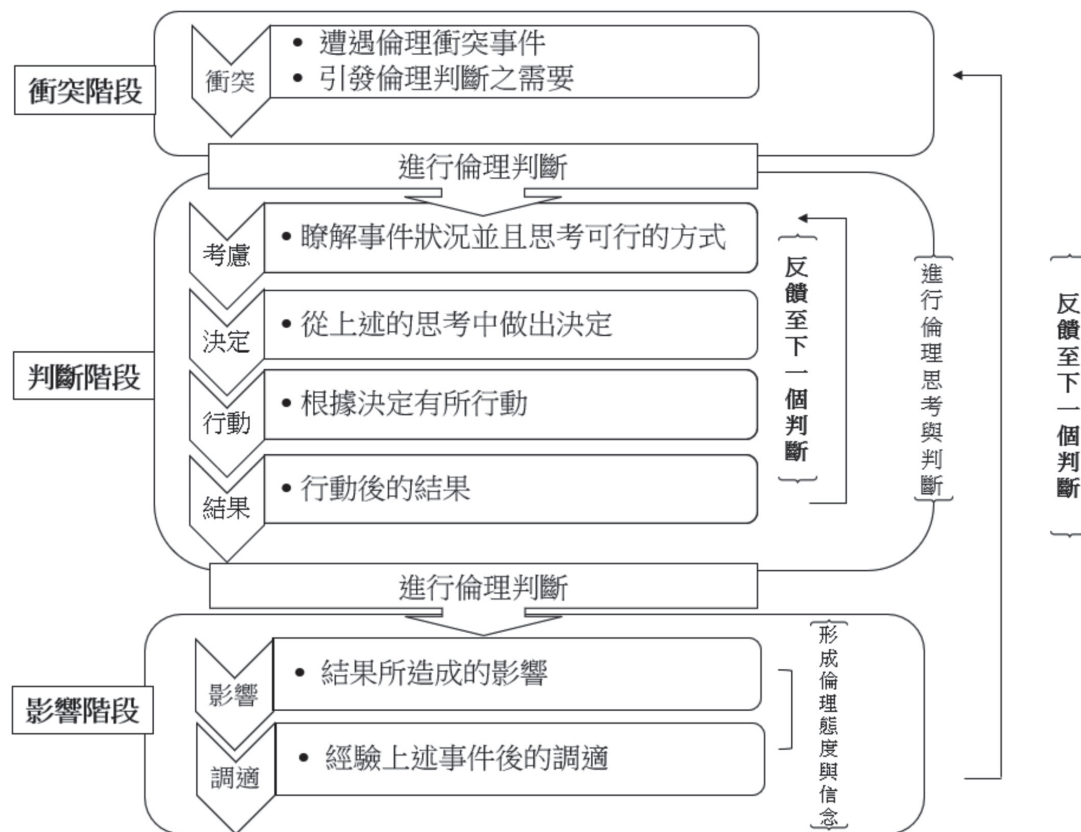 衝突階段
衝突
• 遭遇倫理衝突事件
• 引發倫理判斷之需要
進行倫理判斷
判斷階段
考慮
• 瞭解事件狀況並且思考可行的方式
決定
• 從上述的思考中做出決定
行動
• 根據決定有所行動
結果
• 行動後的結果
反饋至下一個判斷
進行倫理思考與判斷
反饋至下一個判斷
進行倫理判斷
影響階段
影響
• 結果所造成的影響
調適
• 經驗上述事件後的調適
形成倫理態度與信念